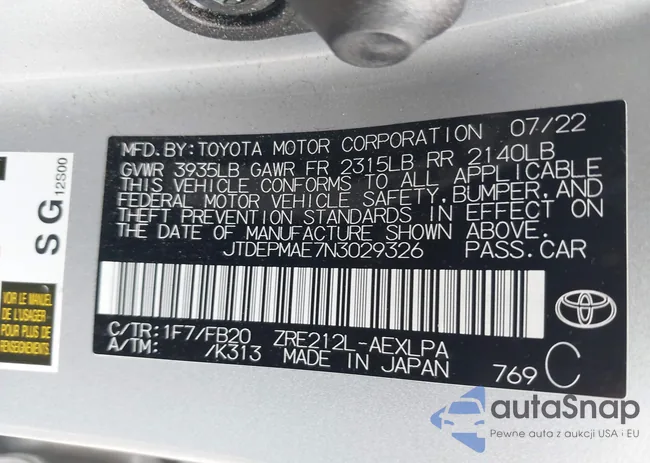 MFD. BY: TOYOTA MOTOR CORPORATION 07/22
GVWR 3935LB GAWR FR 2315LB RR 2140LB
THIS VEHICLE CONFORMS TO ALL APPLICABLE
FEDERAL MOTOR VEHICLE SAFETY, BUMPER, AND
THEFT PREVENTION STANDARDS IN EFFECT ON
THE DATE OF MANUFACTURE SHOWN ABOVE.
JTDEPMAE7N3029326 PASS.CAR
C/TR: 1F7/FB20 ZRE212L-AEXLPA
A/TM: /K313 MADE IN JAPAN 769 C
SG 12S00
VOIR LE MANUEL
POUR PLUS DE
RENSEIGNEMENTS
autaSnap
Pewne auta z aukcji USA i EU